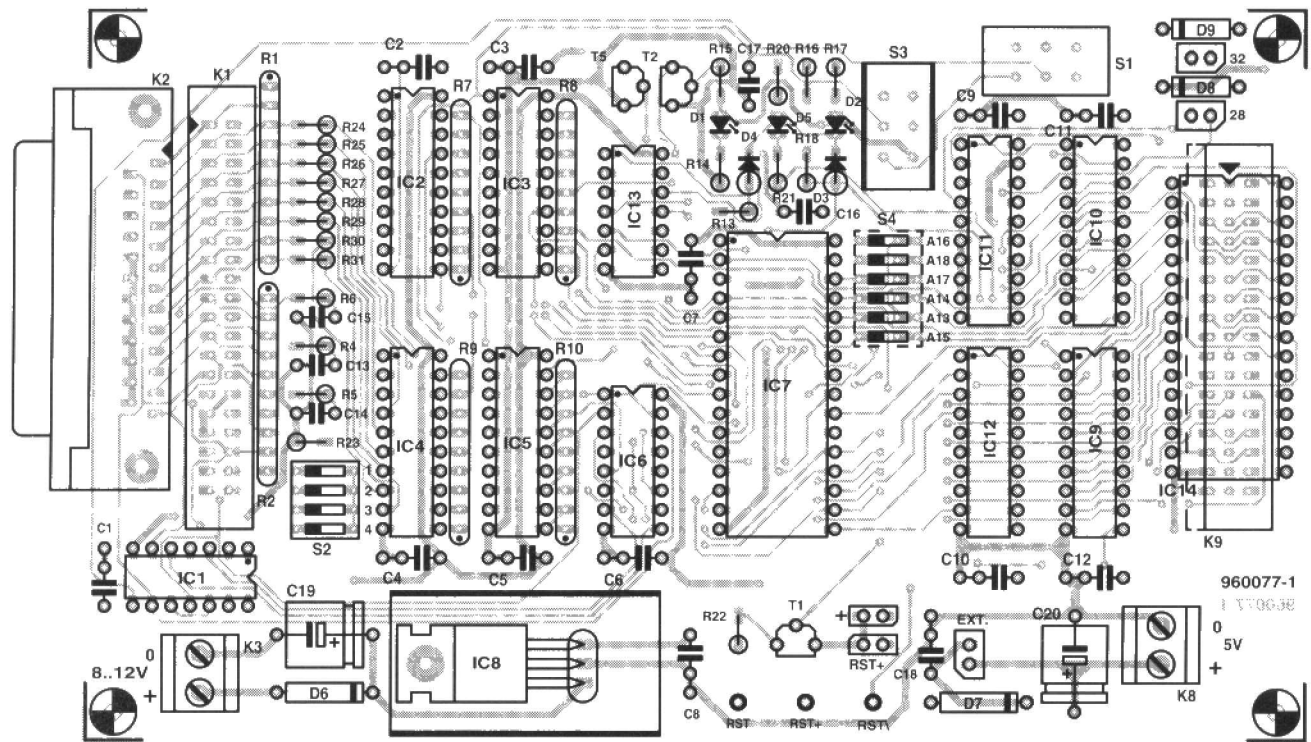 C2
C3
T5
T2
R15
C17
R20
R16
R17
S3
S1
D9
32
D8
28
K2
K1
R1
R7
R8
D1
D4
D5
D2
C9
C11
R24
R25
R26
R27
R28
R29
R30
R31
IC2
IC3
IC13
R14
R18
R21
D3
C16
R13
S4
A16
A18
A17
A14
A13
A15
IC11
IC10
R6
C15
R4
C13
R5
C14
R23
C7
IC7
R9
R10
IC4
IC5
IC6
IC12
IC9
IC14
K9
R2
1
2
3
4
S2
C1
IC1
C4
C5
C6
C10
C12
960077-1
960077-1
C19
K3
0
8..12V
+
+
D6
IC8
C8
R22
T1
+
RST+
RST
RST+
RST\
C18
EXT.
D7
C20
+
0
5V
+
K8